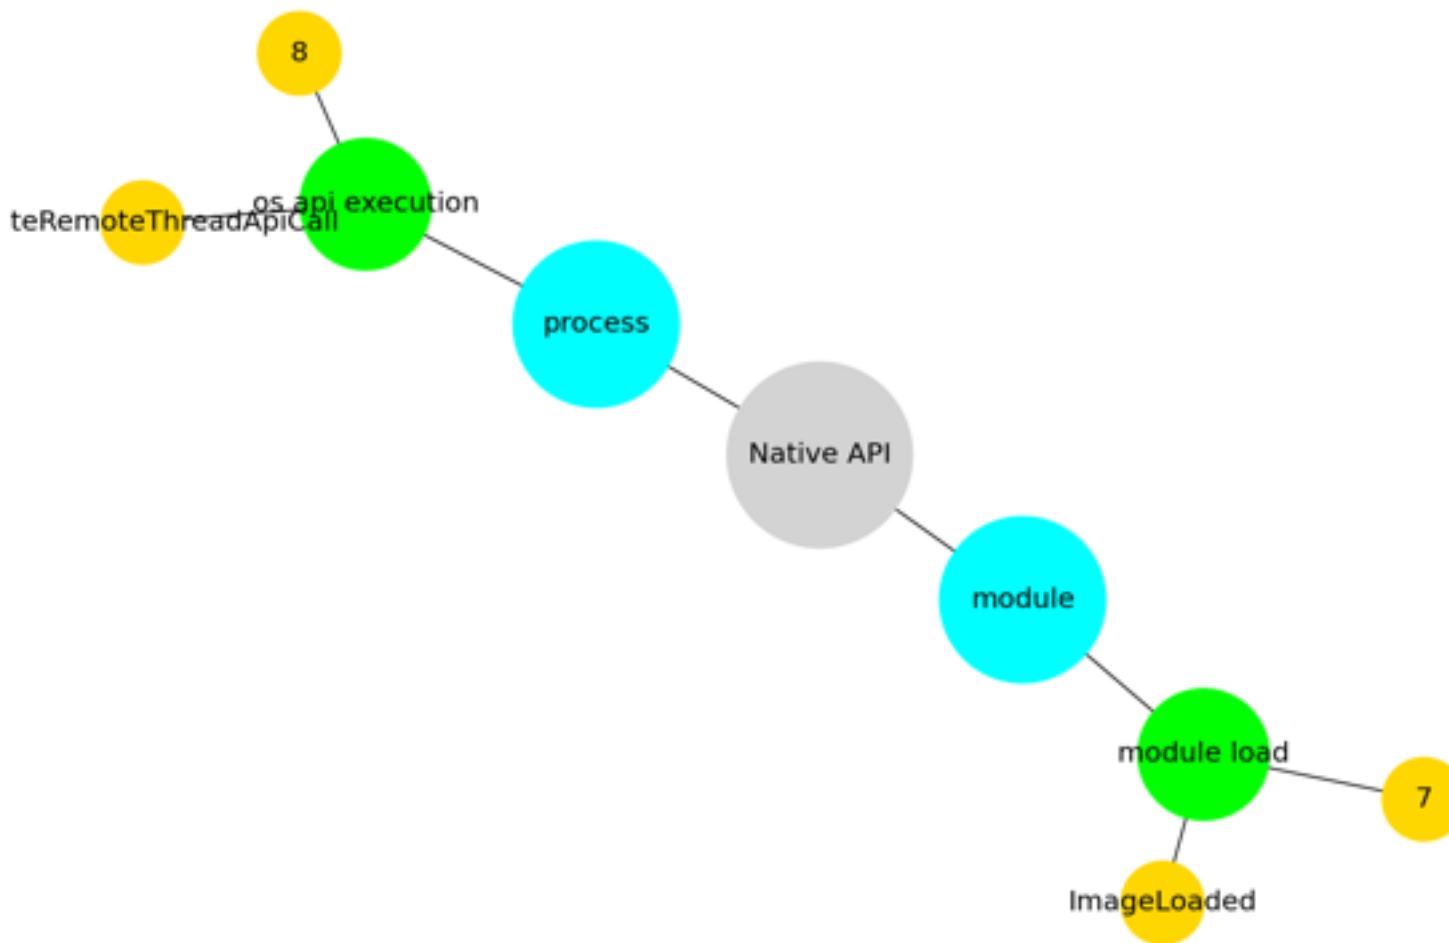 8
os api execution
teRemoteThreadApiCall
process
Native API
module
module load
7
ImageLoaded